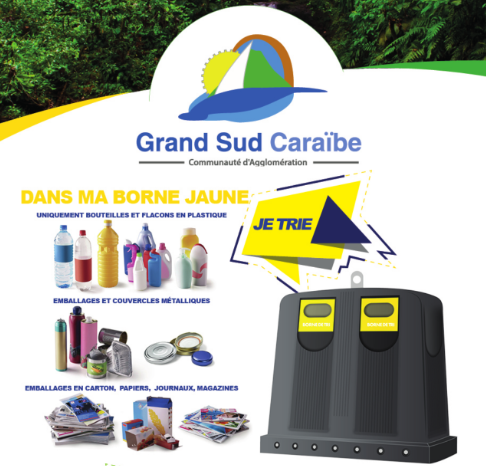 Grand Sud Caraïbe
Communauté d'Agglomération
DANS MA BORNE JAUNE
UNIQUEMENT BOUTEILLES ET FLACONS EN PLASTIQUE
JE TRIE
EMBALLAGES ET COUVERCLES MÉTALLIQUES
EMBALLAGES EN CARTON, PAPIERS, JOURNAUX, MAGAZINES